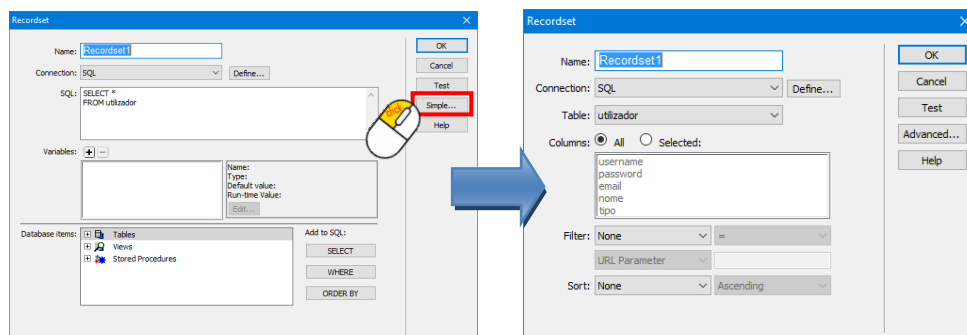 Recordset
Name: Recordset1
Connection: SQL Define...
SQL: SELECT *
FROM utilizador
Variables:
Name:
Type:
Default value:
Run-time Value:
Edit...
Database items: Tables
Views
Stored Procedures
Add to SQL:
SELECT
WHERE
ORDER BY
OK
Cancel
Test
Simple...
Help
click
Recordset
Name: Recordset1
Connection: SQL Define...
Table: utilizador
Columns: All Selected:
username
password
email
nome
tipo
Filter: None =
URL Parameter
Sort: None Ascending
OK
Cancel
Test
Advanced...
Help